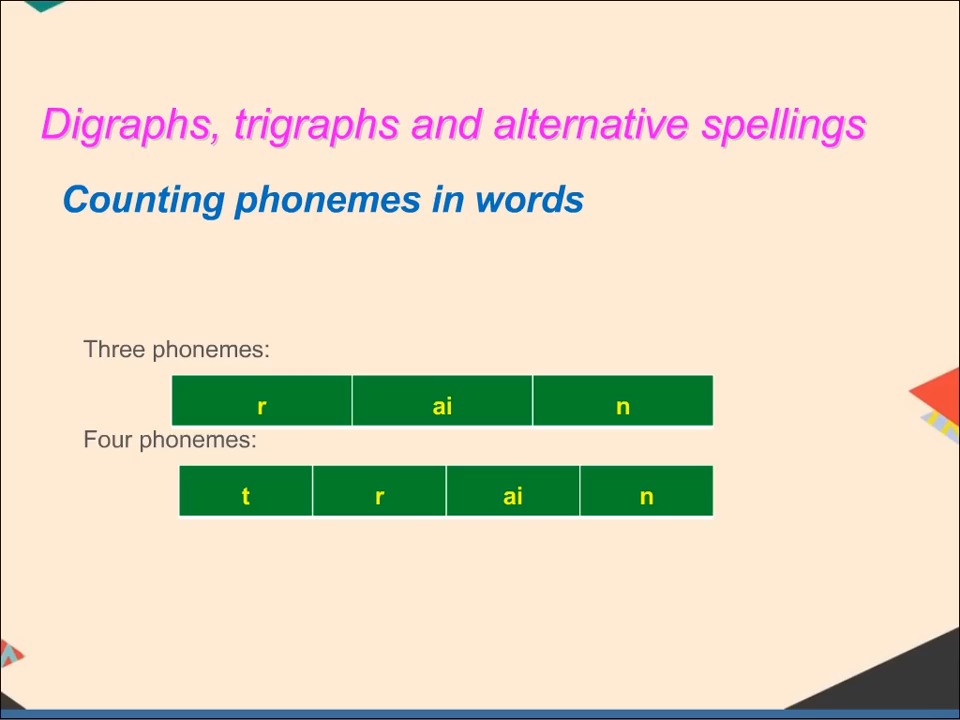 Digraphs, trigraphs and alternative spellings
Counting phonemes in words
Three phonemes:
r ai n
Four phonemes:
t r ai n